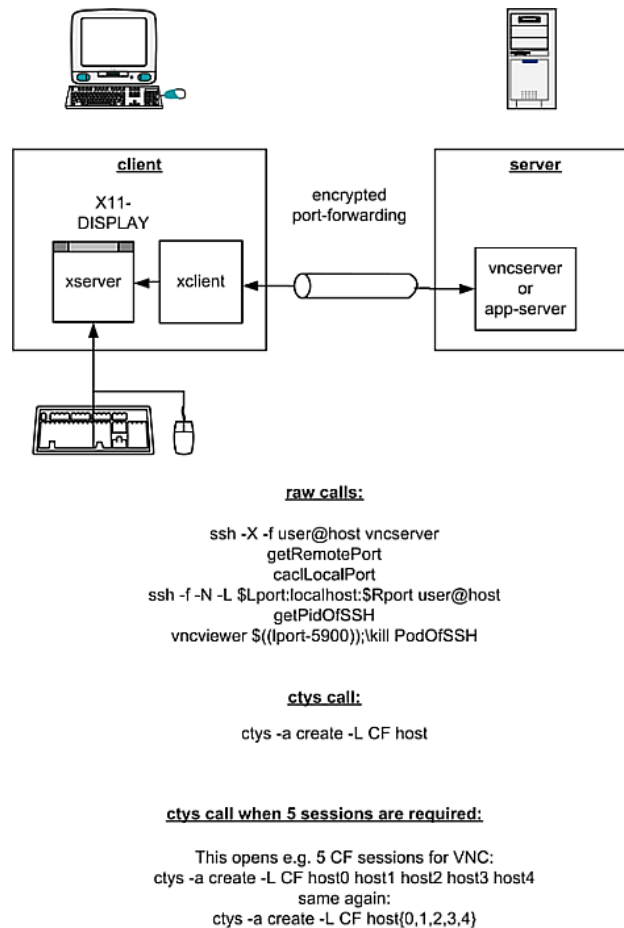 client
server
X11-
DISPLAY
encrypted
port-forwarding
xserver
xclient
vncserver
or
app-server
raw calls:
ssh -X -f user@host vncserver
getRemotePort
caclLocalPort
ssh -f -N -L $Lport:localhost:$Rport user@host
getPidOfSSH
vncviewer $((lport-5900));\kill PodOfSSH
ctys call:
ctys -a create -L CF host
ctys call when 5 sessions are required:
This opens e.g. 5 CF sessions for VNC:
ctys -a create -L CF host0 host1 host2 host3 host4
same again:
ctys -a create -L CF host{0,1,2,3,4}